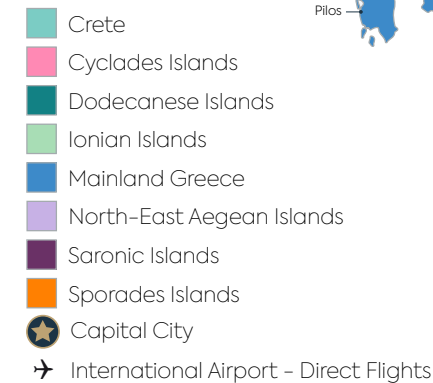 Pilos
Crete
Cyclades Islands
Dodecanese Islands
Ionian Islands
Mainland Greece
North-East Aegean Islands
Saronic Islands
Sporades Islands
Capital City
International Airport - Direct Flights